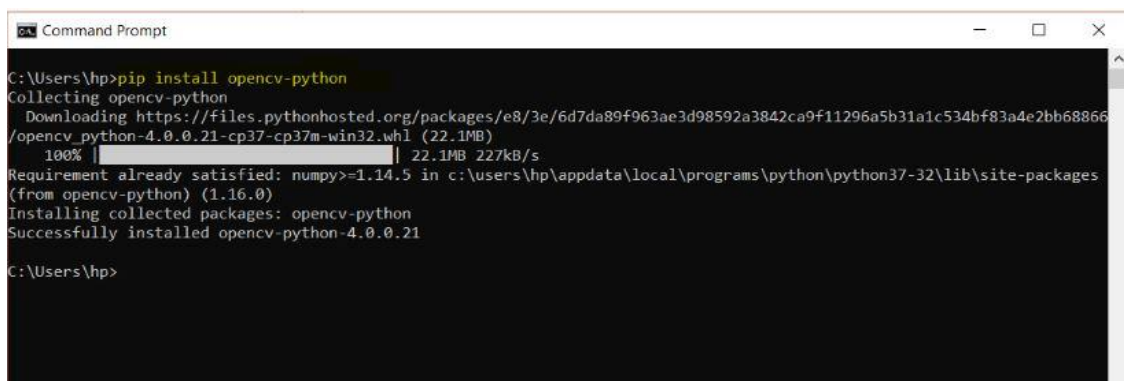 Command Prompt
C:\Users\hp>pip install opencv-python
Collecting opencv-python
  Downloading https://files.pythonhosted.org/packages/e8/3e/6d7da89f963ae3d98592a3842ca9f11296a5b31a1c534bf83a4e2bb68866
/opencv_python-4.0.0.21-cp37-cp37m-win32.whl (22.1MB)
    100% |████████████████████████████████| 22.1MB 227kB/s
Requirement already satisfied: numpy>=1.14.5 in c:\users\hp\appdata\local\programs\python\python37-32\lib\site-packages
(from opencv-python) (1.16.0)
Installing collected packages: opencv-python
Successfully installed opencv-python-4.0.0.21
C:\Users\hp>